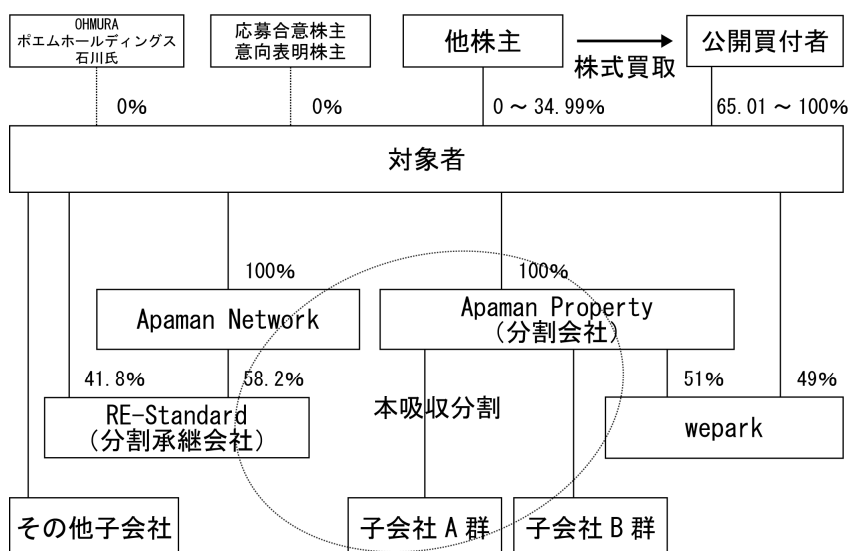 OHMURA
ポエムホールディングス
石川氏
応募合意株主
意向表明株主
他株主
株式買取
公開買付者
0%
0%
0 ~ 34.99%
65.01 ~ 100%
対象者
100%
100%
Apaman Network
Apaman Property
(分割会社)
41.8%
58.2%
本吸収分割
51%
49%
RE-Standard
(分割承継会社)
wepark
その他子会社
子会社 A 群
子会社 B 群